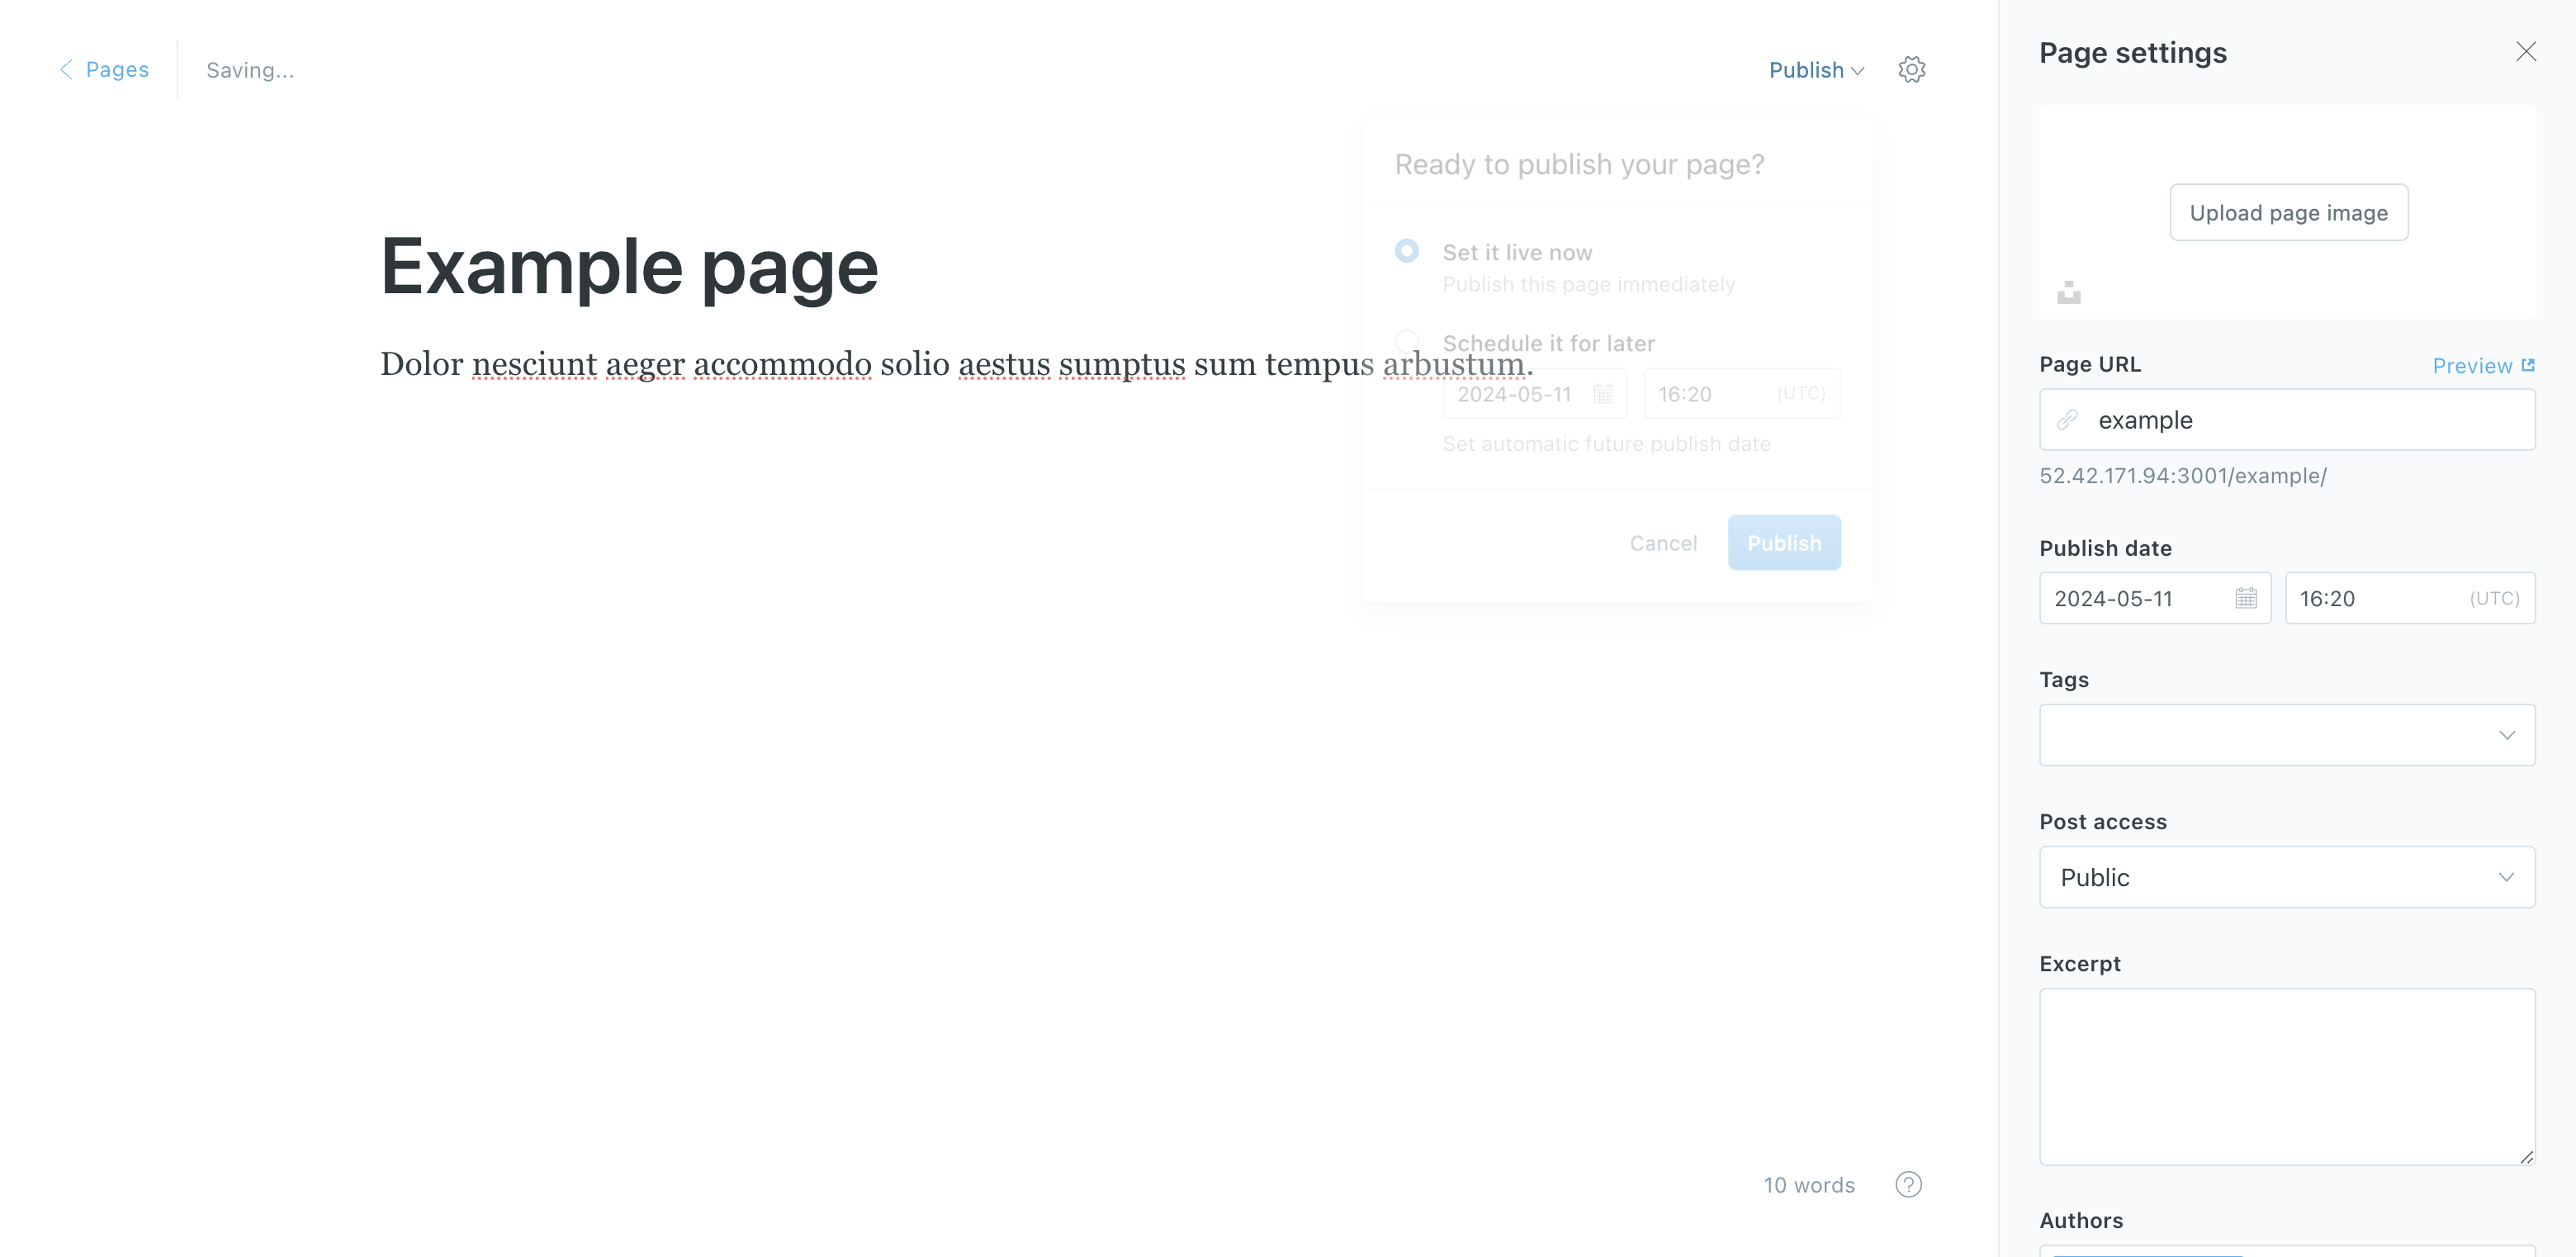 Pages
Saving...
Publish
Ready to publish your page?
Set it live now
Publish this page immediately
Schedule it for later
2024-05-11
16:20
(UTC)
Set automatic future publish date
Cancel
Publish
Example page
Dolor nesciunt aeger accommodo solio aestus sumptus sum tempus arbustum.
10 words
?
Page settings
Upload page image
Page URL
Preview
example
52.42.171.94:3001/example/
Publish date
2024-05-11
16:20
(UTC)
Tags
Post access
Public
Excerpt
Authors